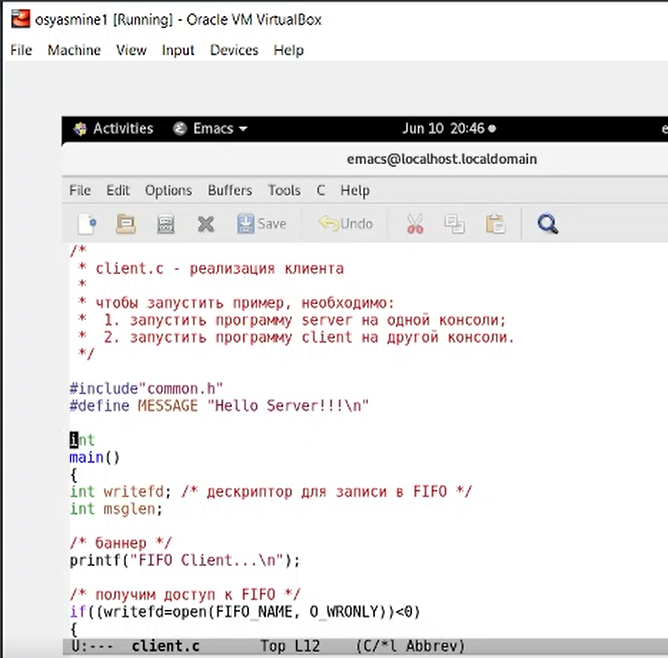 osyasmine1 [Running] - Oracle VM VirtualBox
File Machine View Input Devices Help
Activities Emacs Jun 10 20:46 e
emacs@localhost.localdomain
File Edit Options Buffers Tools C Help
Save Undo
/*
 * client.c - реализация клиента
 *
 * чтобы запустить пример, необходимо:
 *  1. запустить программу server на одной консоли;
 *  2. запустить программу client на другой консоли.
 */
#include"common.h"
#define MESSAGE "Hello Server!!!\n"
int
main()
{
int writefd; /* дескриптор для записи в FIFO */
int msglen;
/* баннер */
printf("FIFO Client...\n");
/* получим доступ к FIFO */
if((writefd=open(FIFO_NAME, O_WRONLY))<0)
{
U:--- client.c Top L12 (C/*l Abbrev)